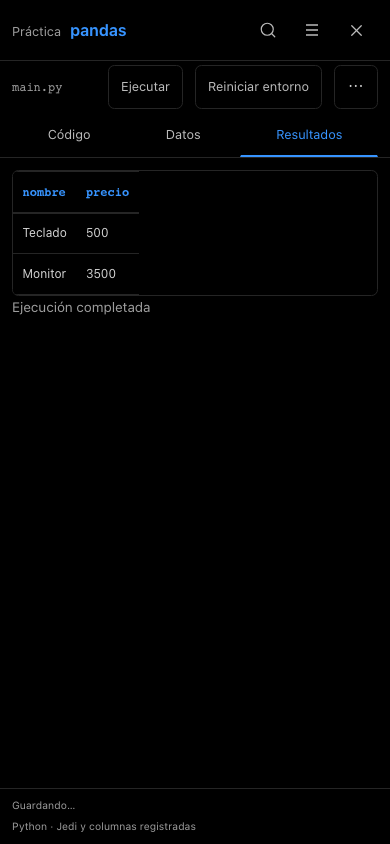 Práctica pandas
main.py Ejecutar Reiniciar entorno ...
Código Datos Resultados
nombre precio
Teclado 500
Monitor 3500
Ejecución completada
Guardando…
Python · Jedi y columnas registradas